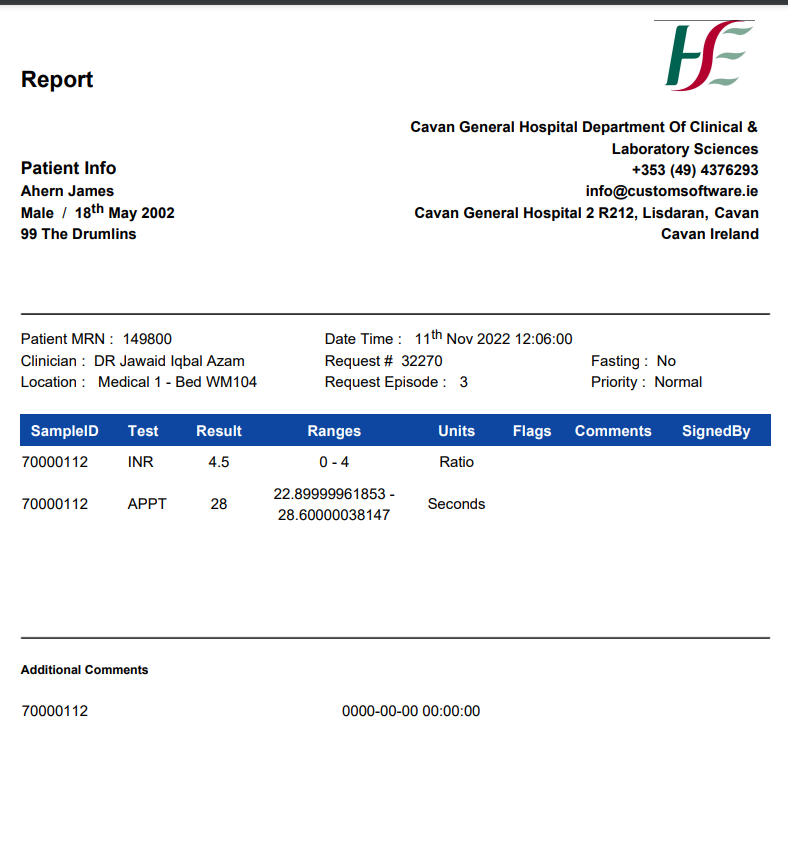 HSE
Report
Cavan General Hospital Department Of Clinical &
Laboratory Sciences
Patient Info
+353 (49) 4376293
Ahern James
info@customsoftware.ie
Male / 18th May 2002
Cavan General Hospital 2 R212, Lisdaran, Cavan
99 The Drumlins
Cavan Ireland
Patient MRN : 149800 Date Time : 11th Nov 2022 12:06:00
Clinician : DR Jawaid Iqbal Azam Request # 32270 Fasting : No
Location : Medical 1 - Bed WM104 Request Episode : 3 Priority : Normal
SampleID Test Result Ranges Units Flags Comments SignedBy
70000112 INR 4.5 0 - 4 Ratio
70000112 APPT 28 22.89999961853 - Seconds
28.60000038147
Additional Comments
70000112 0000-00-00 00:00:00